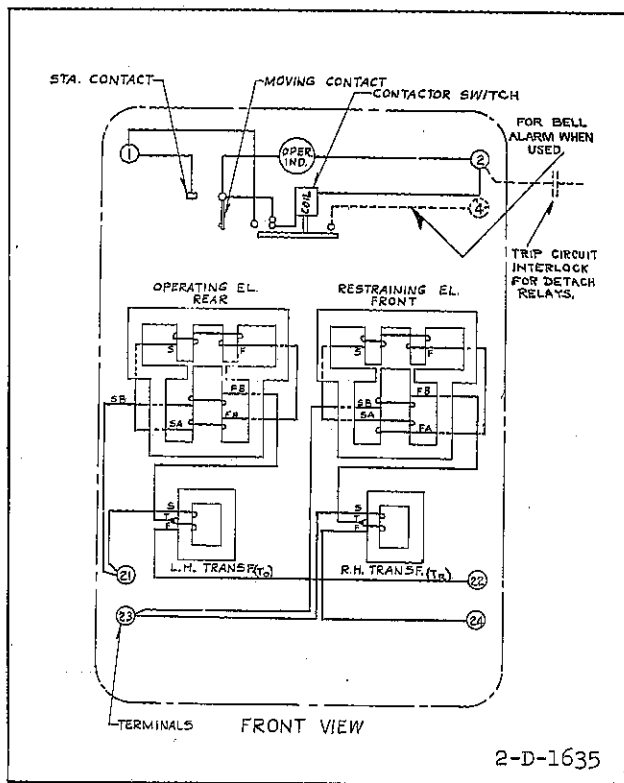 STA. CONTACT
MOVING CONTACT
CONTACTOR SWITCH
FOR BELL
ALARM WHEN
USED.
1
OPER.
IND.
2
COIL
4
TRIP CIRCUIT
INTERLOCK
FOR DETACH
RELAYS.
OPERATING EL.
REAR
RESTRAINING EL.
FRONT
S
F
S
F
FB
SB
FA
SA
FB
SB
SA
FA
S
T
F
S
T
F
L.H. TRANSF.(TO)
R.H. TRANSF.(TR)
21
22
23
24
TERMINALS
FRONT VIEW
2-D-1635